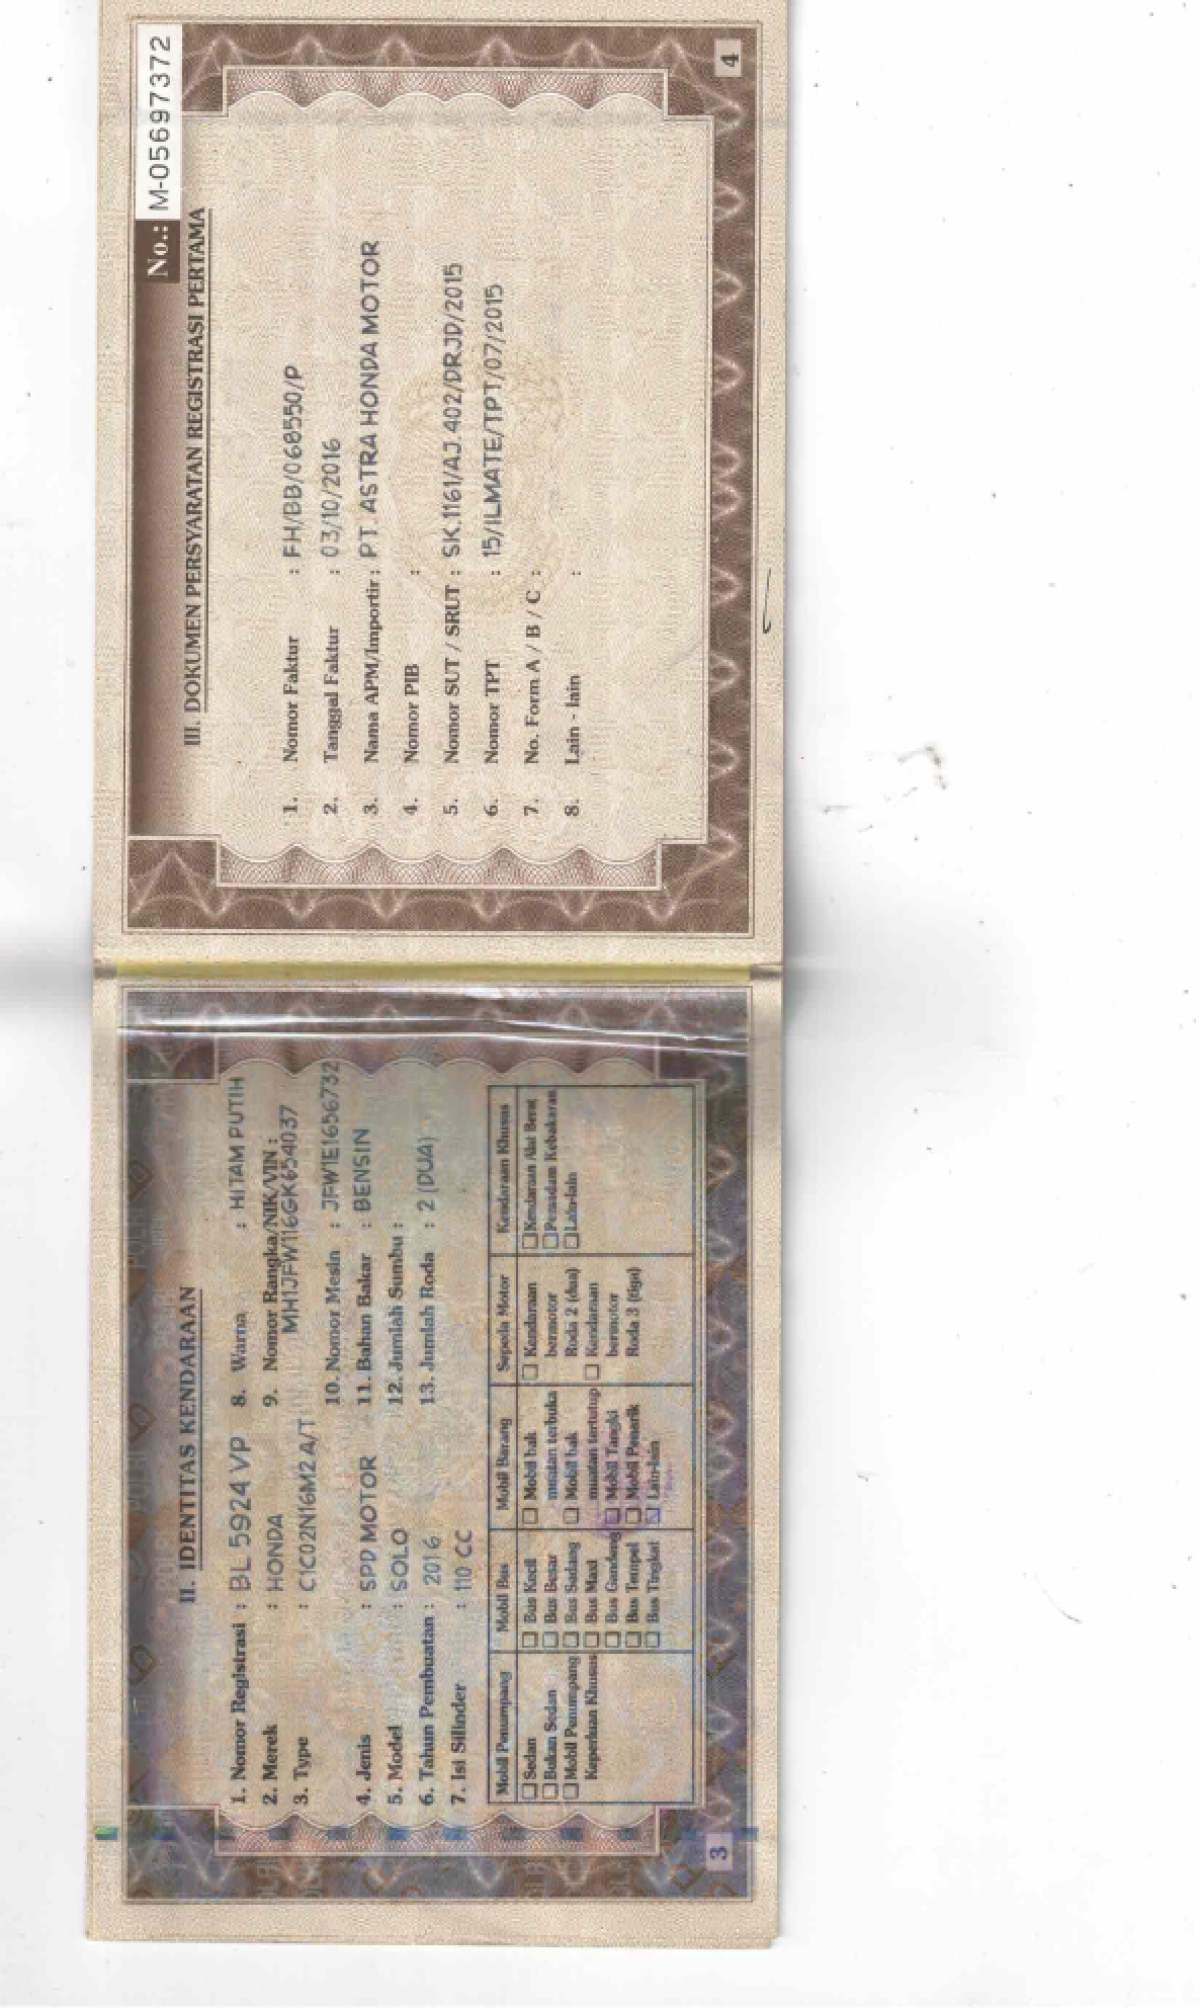 II. IDENTITAS KENDARAAN
1. Nomor Registrasi : BL 5924 VP
2. Merek : HONDA
3. Type : C1C02N16M2 A/T
4. Jenis : SPD MOTOR
5. Model : SOLO
6. Tahun Pembuatan : 2016
7. Isi Silinder : 110 CC
8. Warna : HITAM PUTIH
9. Nomor Rangka/NIK/VIN :
MH1JFW116GK654037
10. Nomor Mesin : JFW1E1656732
11. Bahan Bakar : BENSIN
12. Jumlah Sumbu :
13. Jumlah Roda : 2 (DUA)
Mobil Penumpang
Sedan
Bukan Sedan
Mobil Penumpang
Keperluan Khusus
Mobil Bus
Bus Kecil
Bus Besar
Bus Sedang
Bus Maxi
Bus Gandeng
Bus Tempel
Bus Tingkat
Mobil Barang
Mobil bak
muatan terbuka
Mobil bak
muatan tertutup
Mobil Tangki
Mobil Penarik
Lain-lain
Sepeda Motor
Kendaraan
bermotor
Roda 2 (dua)
Kendaraan
bermotor
Roda 3 (tiga)
Kendaraan Khusus
Kendaraan Alat Berat
Pemadam Kebakaran
Lain-lain
3
No.: M-05697372
III. DOKUMEN PERSYARATAN REGISTRASI PERTAMA
1. Nomor Faktur : FH/BB/068550/P
2. Tanggal Faktur : 03/10/2016
3. Nama APM/Importir : PT. ASTRA HONDA MOTOR
4. Nomor PIB :
5. Nomor SUT / SRUT : SK.1161/AJ.402/DRJD/2015
6. Nomor TPT : 15/ILMATE/TPT/07/2015
7. No. Form A / B / C :
8. Lain - lain :
4